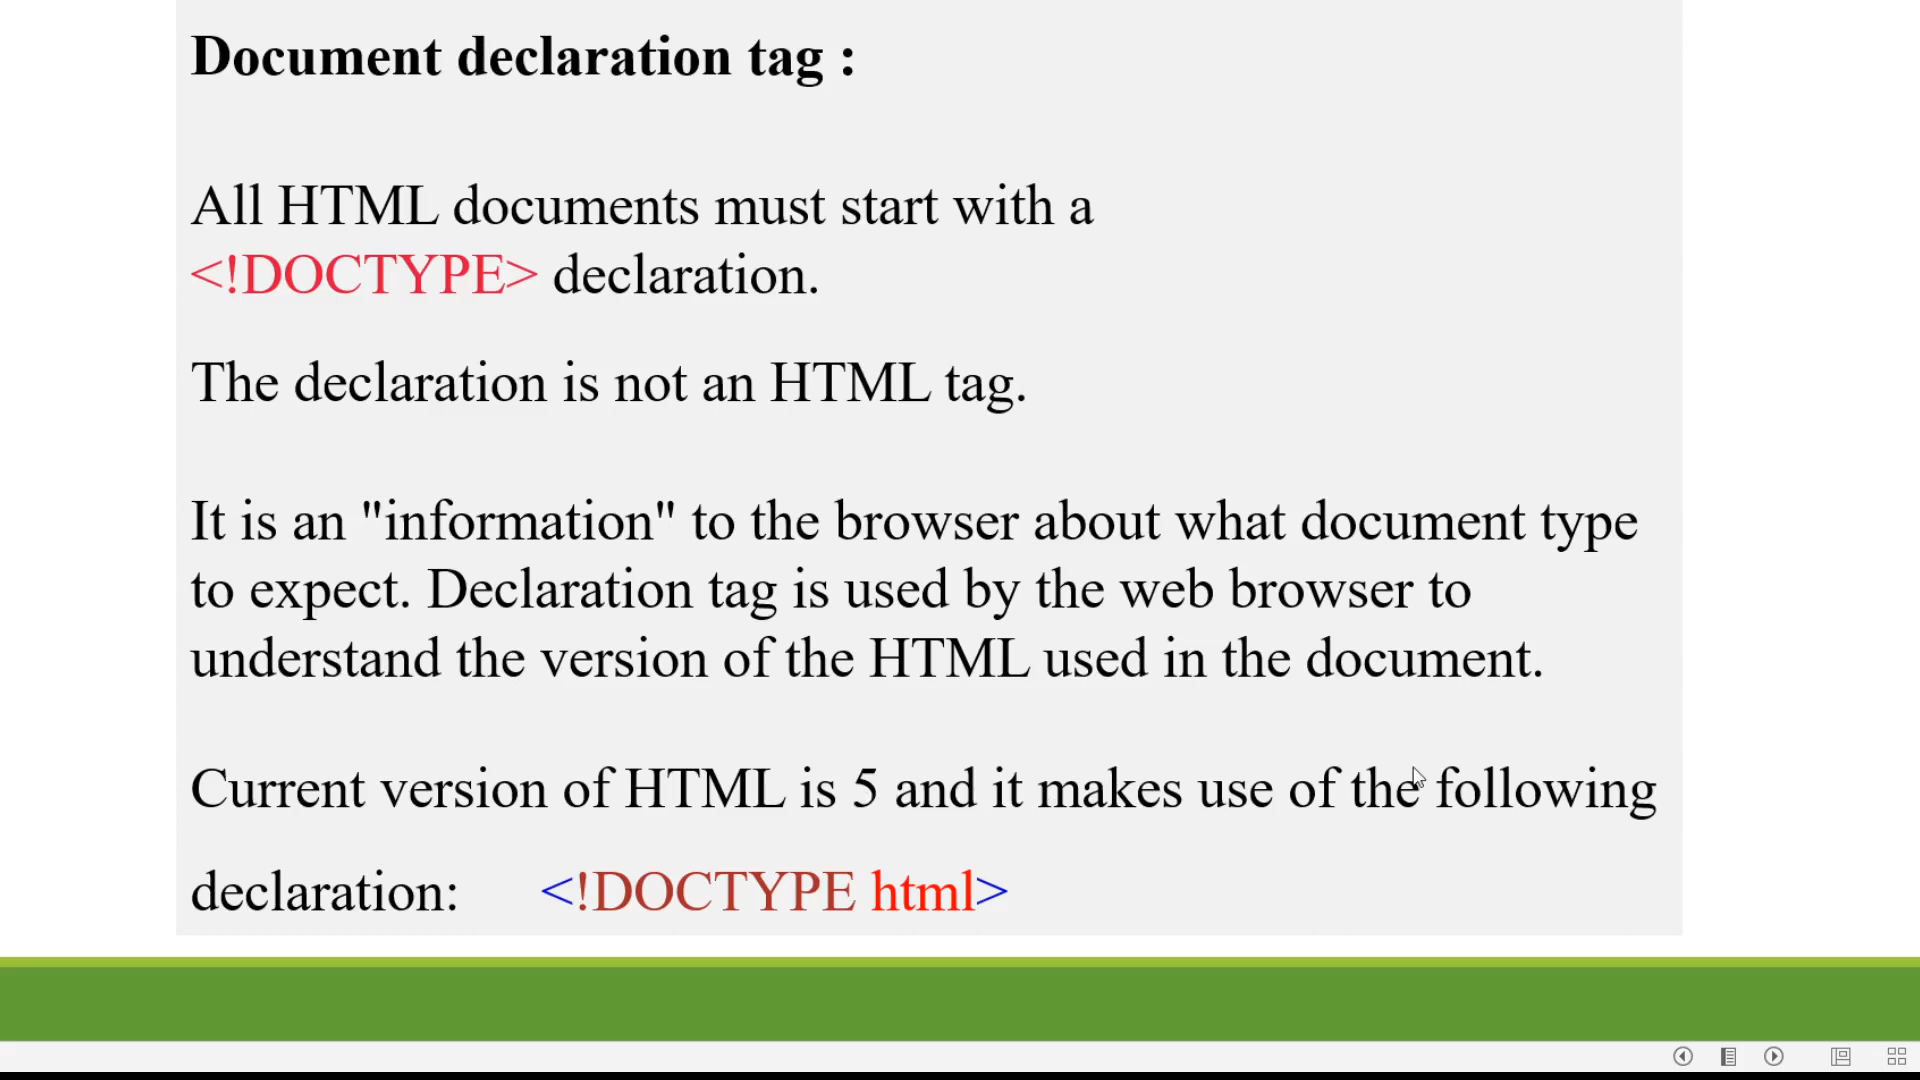 Document declaration tag :
All HTML documents must start with a
<!DOCTYPE> declaration.
The declaration is not an HTML tag.
It is an "information" to the browser about what document type
to expect. Declaration tag is used by the web browser to
understand the version of the HTML used in the document.
Current version of HTML is 5 and it makes use of the following
declaration: <!DOCTYPE html>